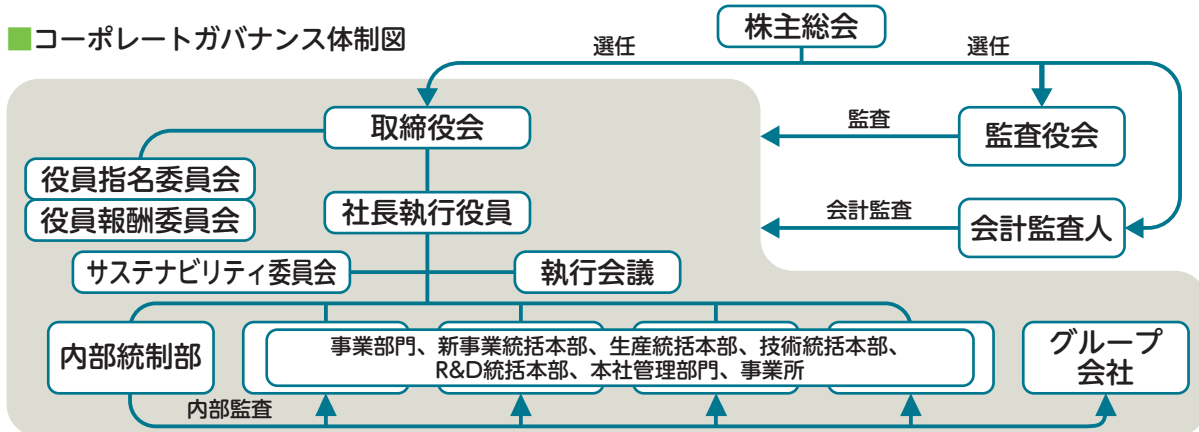 ■コーポレートガバナンス体制図
株主総会
選任
選任
取締役会
監査
監査役会
役員指名委員会
役員報酬委員会
社長執行役員
会計監査
会計監査人
サステナビリティ委員会
執行会議
内部統制部
事業部門、新事業統括本部、生産統括本部、技術統括本部、
R&D統括本部、本社管理部門、事業所
グループ
会社
内部監査